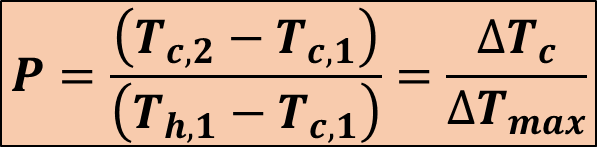 P = (T_{c,2} − T_{c,1}) / (T_{h,1} − T_{c,1}) = ΔT_c / ΔT_{max}